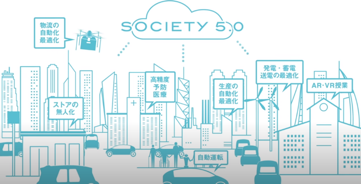 SOCIETY 5.0
物流の
自動化
最適化
発電・蓄電
送電の最適化
高精度
予防
医療
生産の
自動化
最適化
AR・VR授業
ストアの
無人化
自動運転